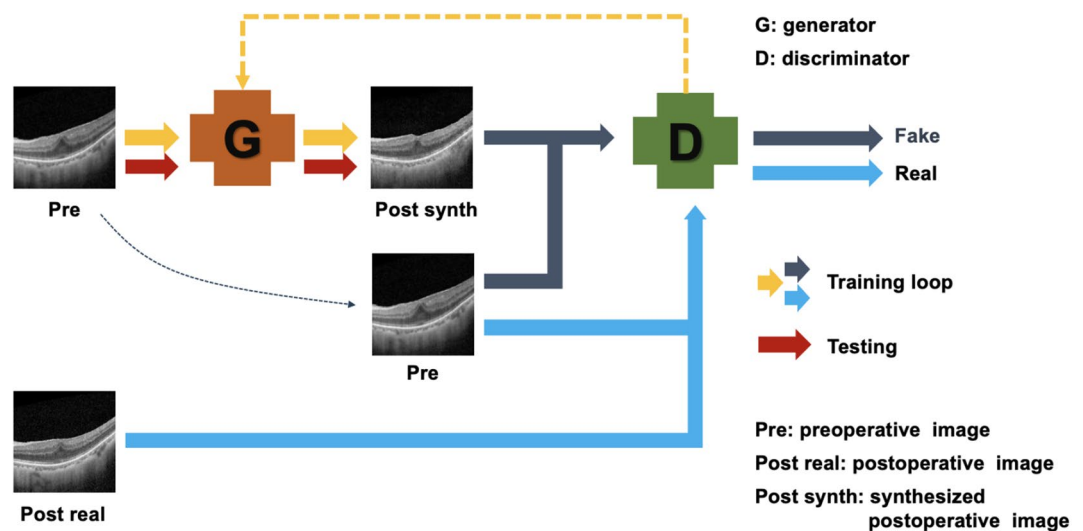 G: generator
D: discriminator
G
D
Fake
Real
Pre
Post synth
Training loop
Testing
Pre
Post real
Pre: preoperative image
Post real: postoperative image
Post synth: synthesized
postoperative image